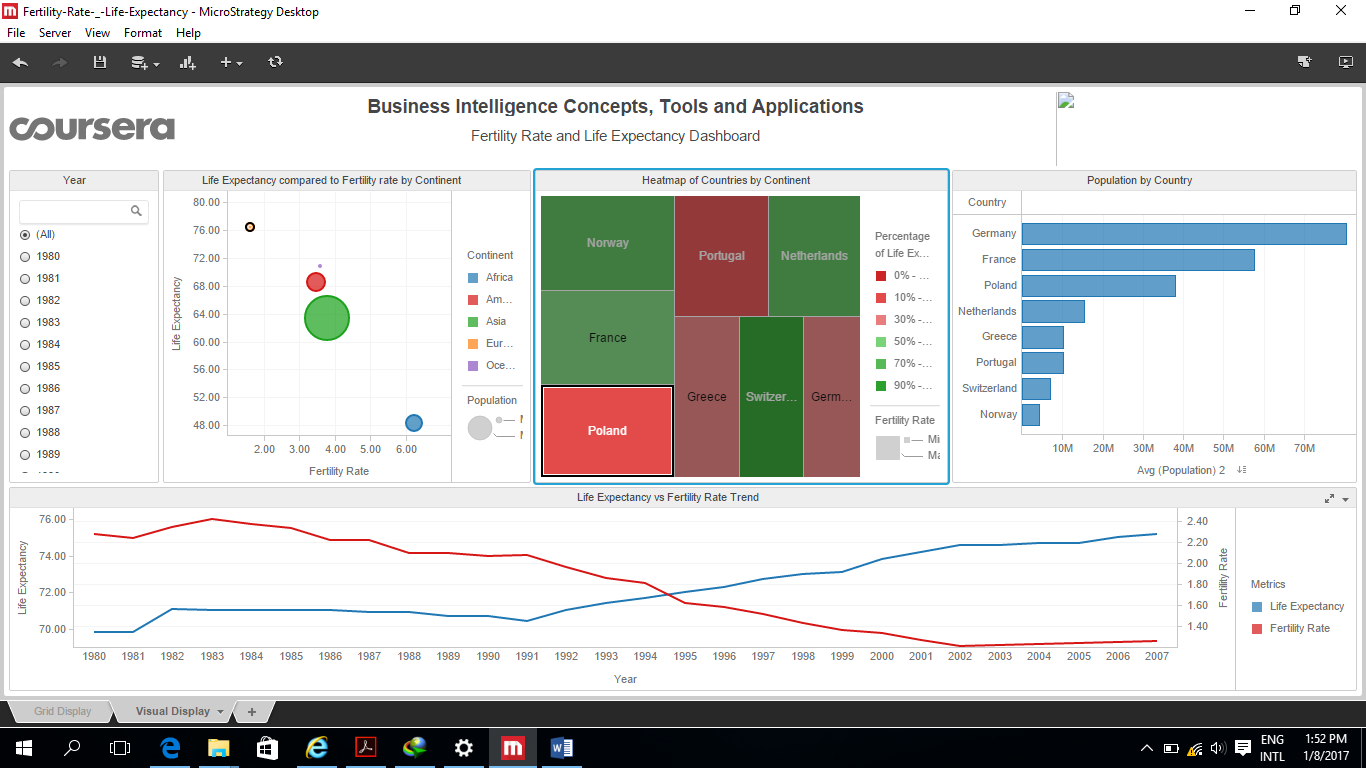 Fertility-Rate-_-Life-Expectancy - MicroStrategy Desktop
File Server View Format Help
Business Intelligence Concepts, Tools and Applications
coursera
Fertility Rate and Life Expectancy Dashboard
Year
(All)
1980
1981
1982
1983
1984
1985
1986
1987
1988
1989
Life Expectancy compared to Fertility rate by Continent
Life Expectancy
80.00
76.00
72.00
68.00
64.00
60.00
56.00
52.00
48.00
2.00 3.00 4.00 5.00 6.00
Fertility Rate
Continent
Africa
Am...
Asia
Eur...
Oce...
Population
Heatmap of Countries by Continent
Norway
Portugal
Netherlands
France
Poland
Greece
Switzer...
Germ...
Percentage
of Life Ex...
0% - ...
10% -...
30% -...
50% -...
70% -...
90% -...
Fertility Rate
Mi
Ma
Population by Country
Country
Germany
France
Poland
Netherlands
Greece
Portugal
Switzerland
Norway
10M 20M 30M 40M 50M 60M 70M
Avg (Population) 2
Life Expectancy vs Fertility Rate Trend
Life Expectancy
76.00
74.00
72.00
70.00
1980 1981 1982 1983 1984 1985 1986 1987 1988 1989 1990 1991 1992 1993 1994 1995 1996 1997 1998 1999 2000 2001 2002 2003 2004 2005 2006 2007
Year
2.40
2.20
2.00
1.80
1.60
1.40
Fertility Rate
Metrics
Life Expectancy
Fertility Rate
Grid Display
Visual Display
ENG
INTL
1:52 PM
1/8/2017